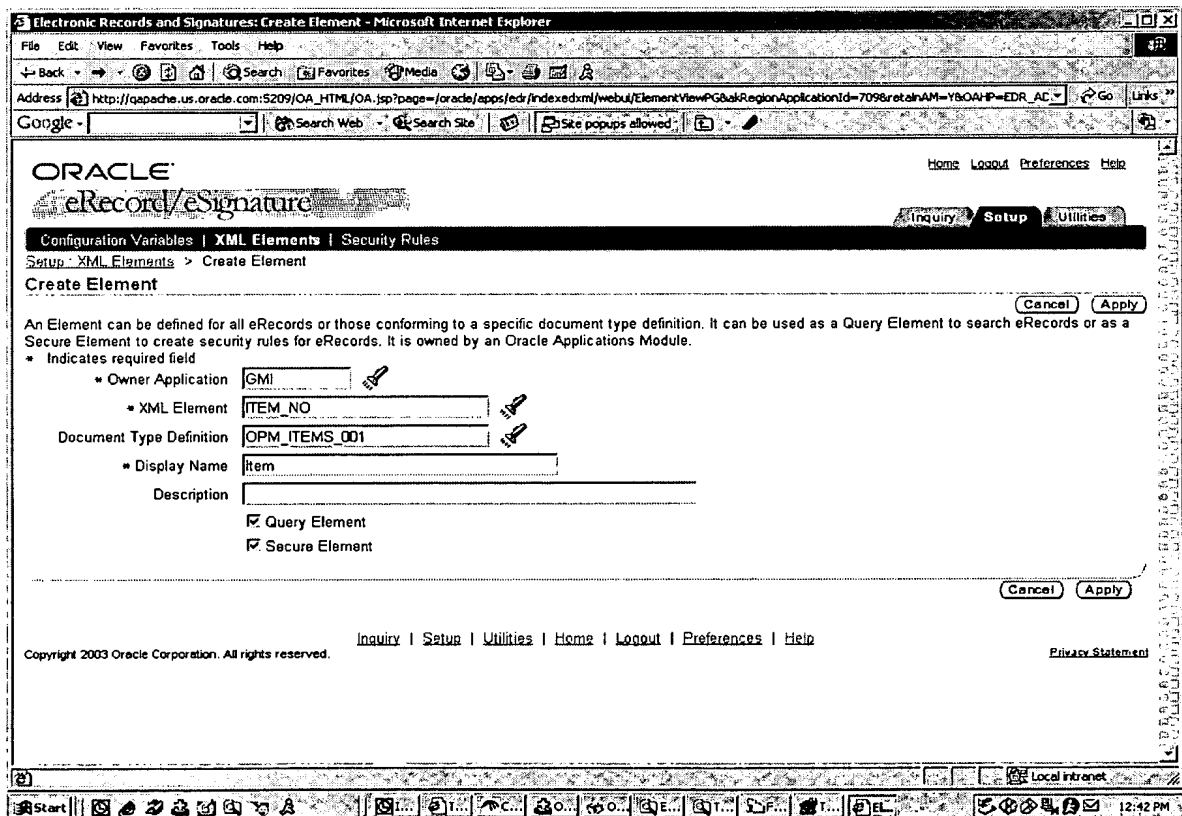 Electronic Records and Signatures: Create Element - Microsoft Internet Explorer
File Edit View Favorites Tools Help
Back Search Favorites Media
Address http://qapache.us.oracle.com:5209/OA_HTML/OA.jsp?page=/oracle/apps/edr/indexedxml/webui/ElementViewPG&akRegionApplicationId=709&retainAM=Y&OAHP=EDR_AD Go Links »
Google - Search Web Search Site Site popups allowed
ORACLE
Home Logout Preferences Help
eRecord/eSignature
Inquiry Setup Utilities
Configuration Variables | XML Elements | Security Rules
Setup : XML Elements > Create Element
Create Element
Cancel Apply
An Element can be defined for all eRecords or those conforming to a specific document type definition. It can be used as a Query Element to search eRecords or as a
Secure Element to create security rules for eRecords. It is owned by an Oracle Applications Module.
* Indicates required field
* Owner Application GMI
* XML Element ITEM_NO
Document Type Definition OPM_ITEMS_001
* Display Name Item
Description
Query Element
Secure Element
Cancel Apply
Inquiry | Setup | Utilities | Home | Logout | Preferences | Help
Copyright 2003 Oracle Corporation. All rights reserved.
Privacy Statement
Local intranet
Start 12:42 PM